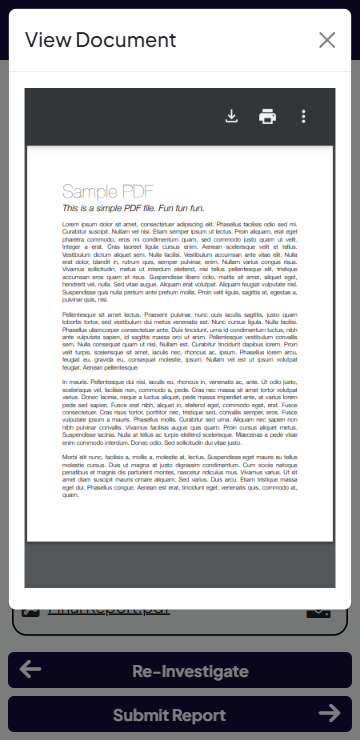 View Document
Sample PDF
This is a simple PDF file. Fun fun fun.
Lorem ipsum dolor sit amet, consectetuer adipiscing elit. Phasellus facilisis odio sed mi.
Curabitur suscipit. Nullam vel nisi. Etiam semper ipsum ut lectus. Proin aliquam, erat eget
pharetra commodo, eros mi condimentum quam, sed commodo justo quam ut velit.
Integer a erat. Cras laoreet ligula cursus enim. Aenean scelerisque velit et tellus.
Vestibulum dictum aliquet sem. Nulla facilisi. Vestibulum accumsan ante vitae elit. Nulla
erat dolor, blandit in, rutrum quis, semper pulvinar, enim. Nullam varius congue risus.
Vivamus sollicitudin, metus ut interdum eleifend, nisi tellus pellentesque elit, tristique
accumsan eros quam et risus. Suspendisse libero odio, mattis sit amet, aliquet eget,
hendrerit vel, nulla. Sed vitae augue. Aliquam erat volutpat. Aliquam feugiat vulputate nisl.
Suspendisse quis nulla pretium ante pretium mollis. Proin velit ligula, sagittis at, egestas a,
pulvinar quis, nisl.
Pellentesque sit amet lectus. Praesent pulvinar, nunc quis iaculis sagittis, justo quam
lobortis tortor, sed vestibulum dui metus venenatis est. Nunc cursus ligula. Nulla facilisi.
Phasellus ullamcorper consectetuer ante. Duis tincidunt, urna id condimentum luctus, nibh
ante vulputate sapien, id sagittis massa orci ut enim. Pellentesque vestibulum convallis
sem. Nulla consequat quam ut nisl. Nullam est. Curabitur tincidunt dapibus lorem. Proin
velit turpis, scelerisque sit amet, iaculis nec, rhoncus ac, ipsum. Phasellus lorem arcu,
feugiat eu, gravida eu, consequat molestie, ipsum. Nullam vel est ut ipsum volutpat
feugiat. Aenean pellentesque.
In mauris. Pellentesque dui nisi, iaculis eu, rhoncus in, venenatis ac, ante. Ut odio justo,
scelerisque vel, facilisis non, commodo a, pede. Cras nec massa sit amet tortor volutpat
varius. Donec lacinia, neque a luctus aliquet, pede massa imperdiet ante, at varius lorem
pede sed sapien. Fusce erat nibh, aliquet in, eleifend eget, commodo eget, erat. Fusce
consectetuer. Cras risus tortor, porttitor nec, tristique sed, convallis semper, eros. Fusce
vulputate ipsum a mauris. Phasellus mollis. Curabitur sed urna. Aliquam nec sapien non
nibh pulvinar convallis. Vivamus facilisis augue quis quam. Proin cursus aliquet metus.
Suspendisse lacinia. Nulla at tellus ac turpis eleifend scelerisque. Maecenas a pede vitae
enim commodo interdum. Donec odio. Sed sollicitudin dui vitae justo.
Morbi elit nunc, facilisis a, mollis a, molestie at, lectus. Suspendisse eget mauris eu tellus
molestie cursus. Duis ut magna at justo dignissim condimentum. Cum sociis natoque
penatibus et magnis dis parturient montes, nascetur ridiculus mus. Vivamus varius. Ut sit
amet diam suscipit mauris ornare aliquam. Sed varius. Duis arcu. Etiam tristique massa
eget dui. Phasellus congue. Aenean est erat, tincidunt eget, venenatis quis, commodo at,
quam.
FinalReport.pdf
Re-Investigate
Submit Report